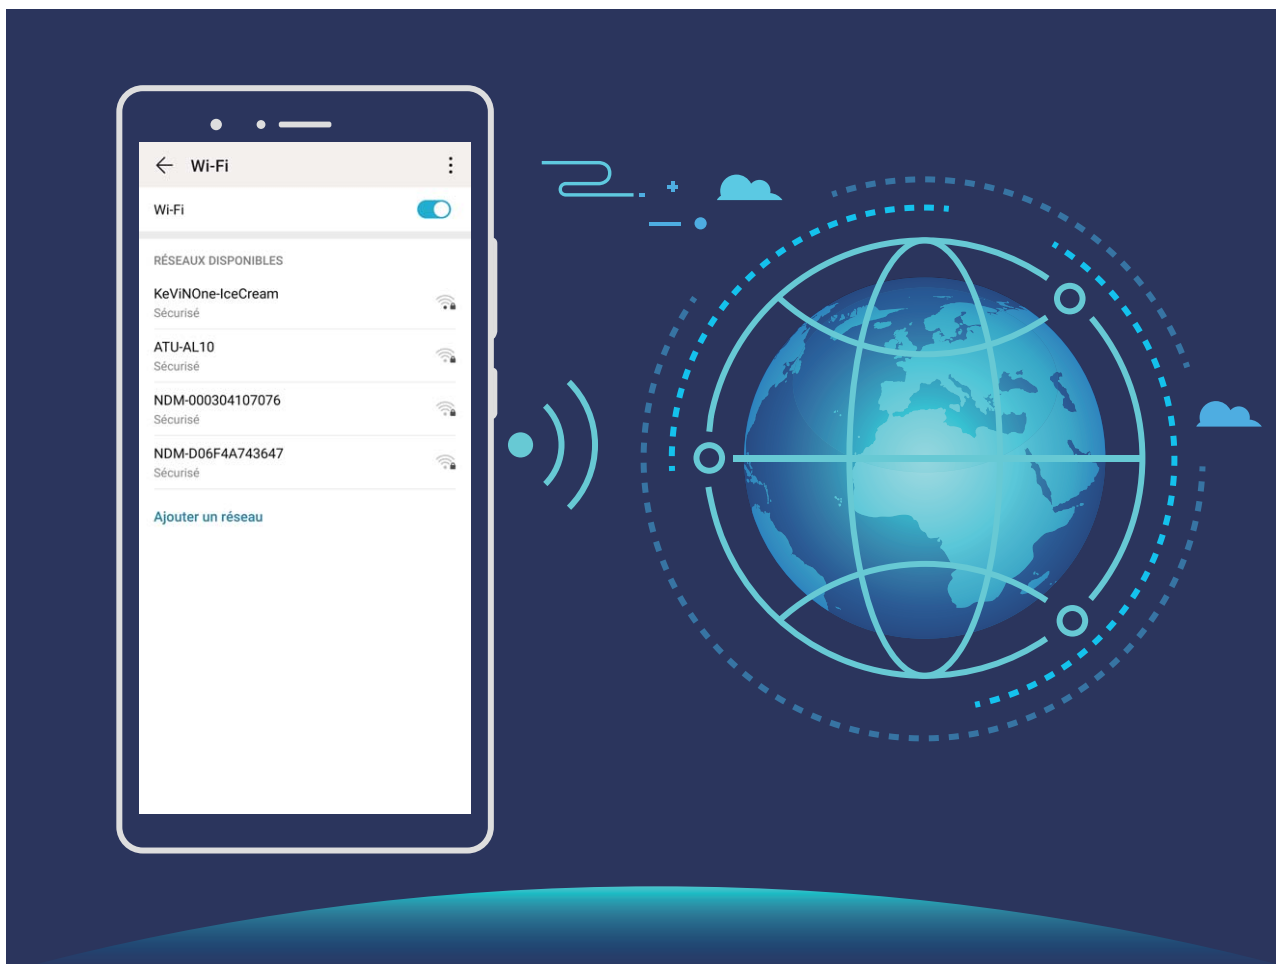 Wi-Fi
Wi-Fi
RÉSEAUX DISPONIBLES
KeViNOne-IceCream
Sécurisé
ATU-AL10
Sécurisé
NDM-000304107076
Sécurisé
NDM-D06F4A743647
Sécurisé
Ajouter un réseau